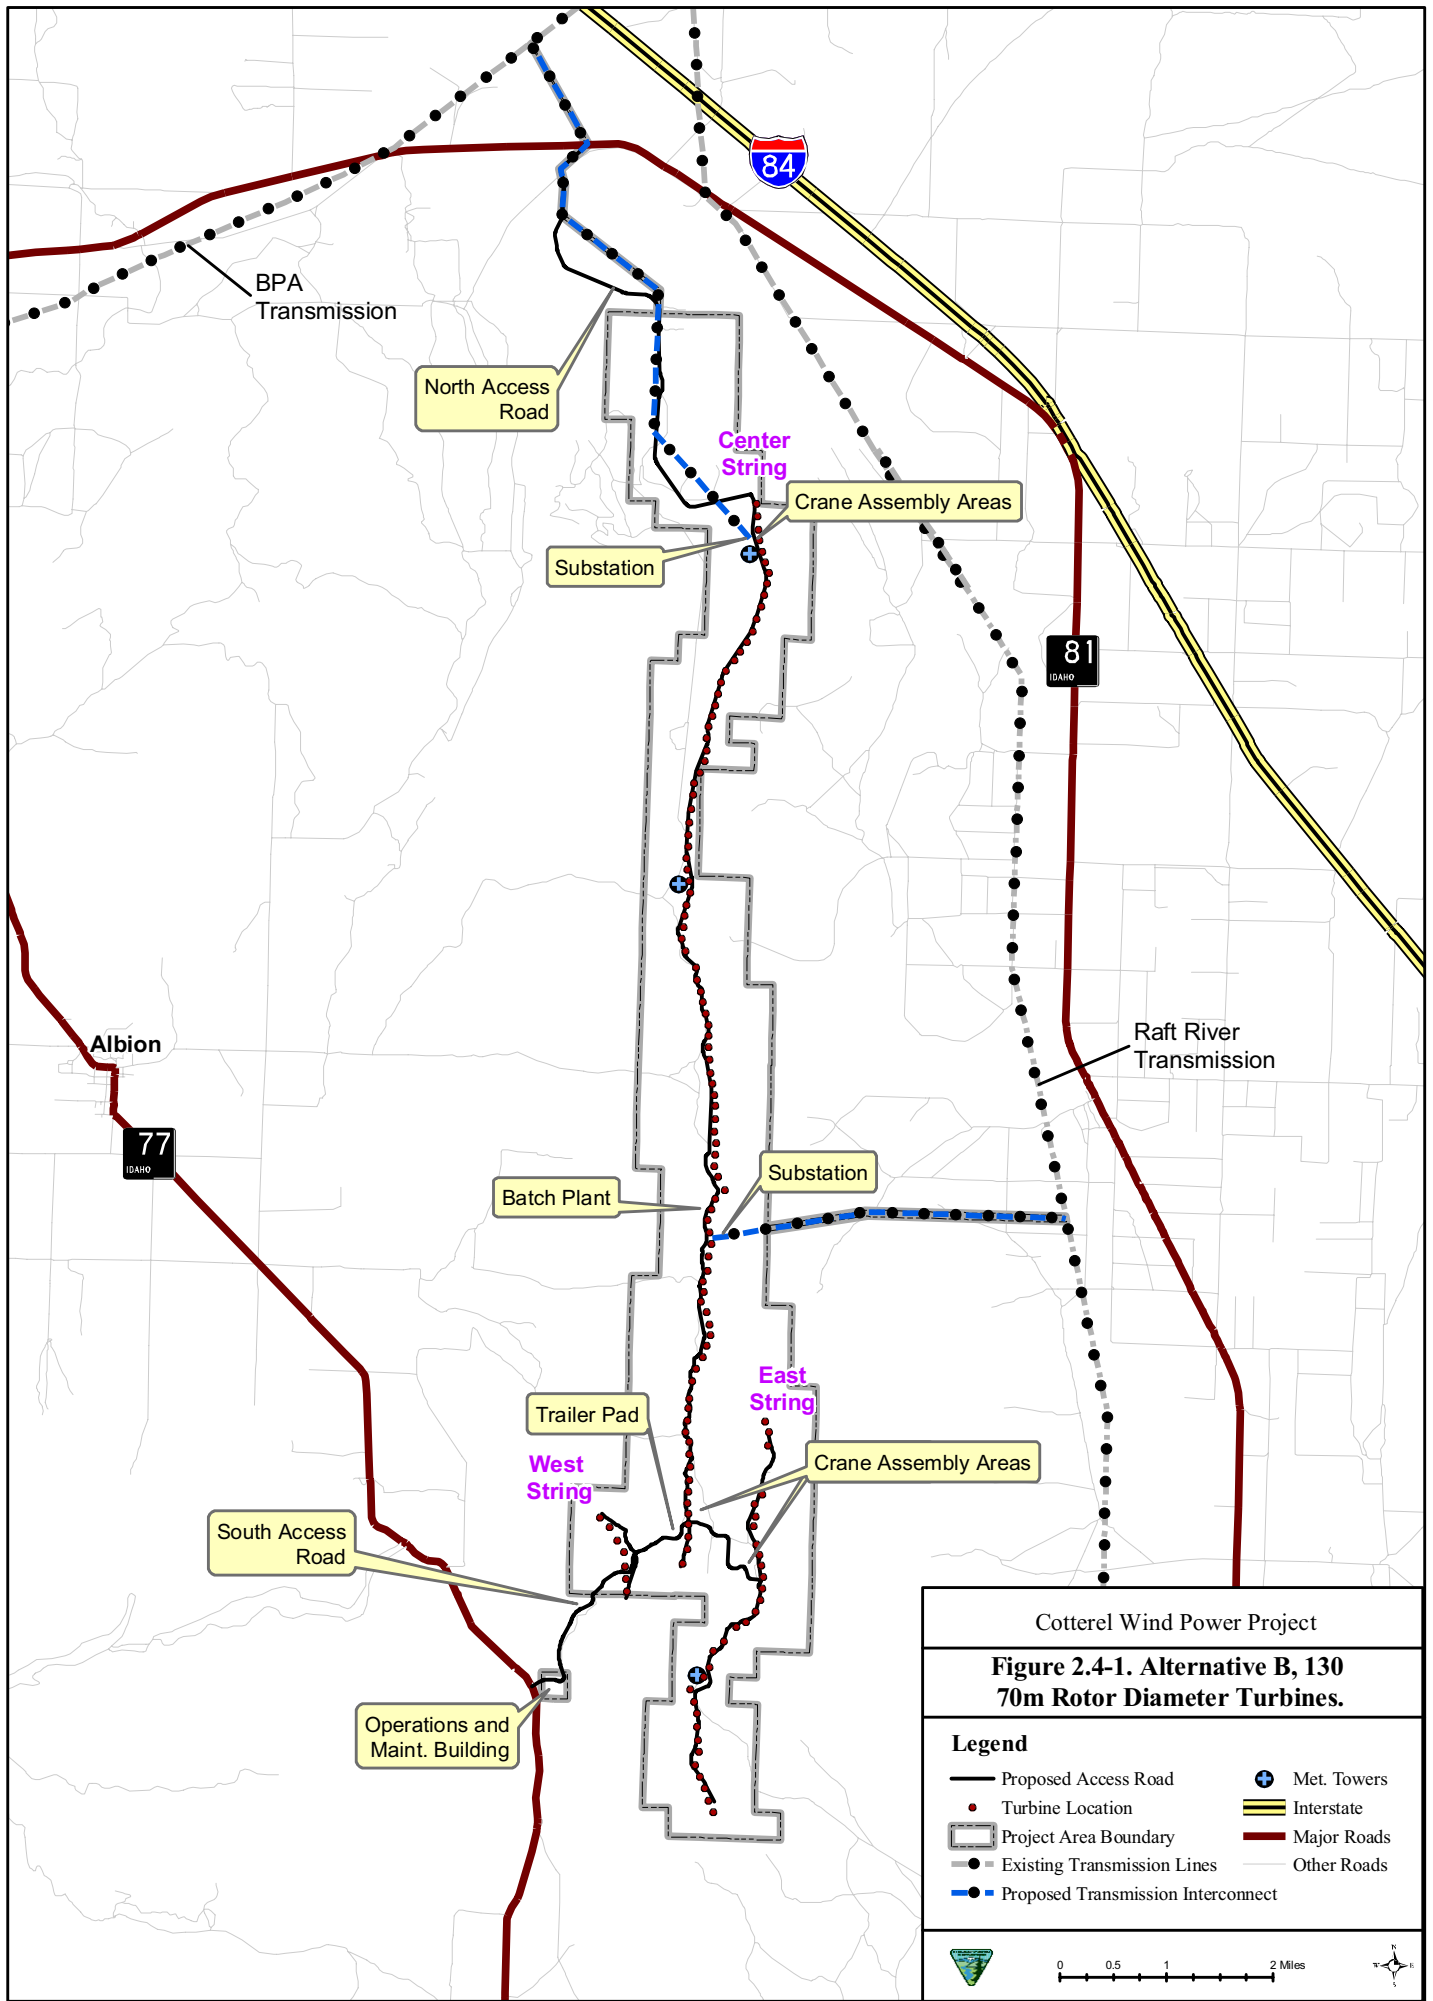 84
BPA
Transmission
North Access
Road
Center
String
Crane Assembly Areas
Substation
81
IDAHO
Raft River
Transmission
Albion
77
IDAHO
Substation
Batch Plant
East
String
Trailer Pad
Crane Assembly Areas
West
String
South Access
Road
Operations and
Maint. Building
Cotterel Wind Power Project
Figure 2.4-1. Alternative B, 130
70m Rotor Diameter Turbines.
Legend
Proposed Access Road
Turbine Location
Project Area Boundary
Existing Transmission Lines
Proposed Transmission Interconnect
Met. Towers
Interstate
Major Roads
Other Roads
0 0.5 1 2 Miles
N
W E
S